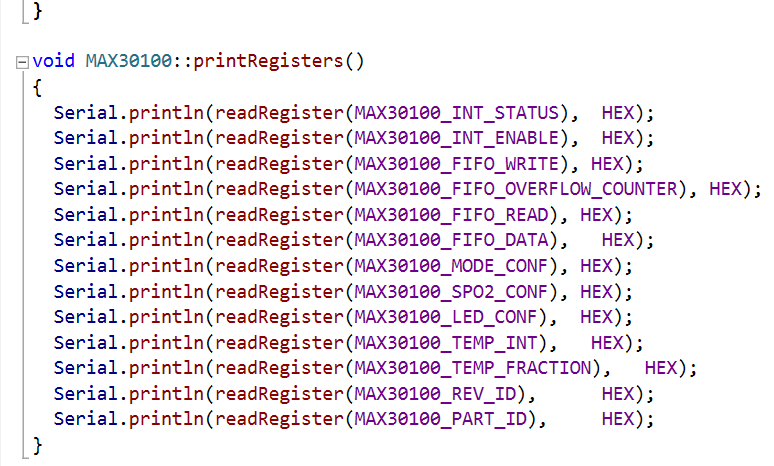 }
void MAX30100::printRegisters()
{
  Serial.println(readRegister(MAX30100_INT_STATUS),  HEX);
  Serial.println(readRegister(MAX30100_INT_ENABLE),  HEX);
  Serial.println(readRegister(MAX30100_FIFO_WRITE), HEX);
  Serial.println(readRegister(MAX30100_FIFO_OVERFLOW_COUNTER), HEX);
  Serial.println(readRegister(MAX30100_FIFO_READ), HEX);
  Serial.println(readRegister(MAX30100_FIFO_DATA),   HEX);
  Serial.println(readRegister(MAX30100_MODE_CONF), HEX);
  Serial.println(readRegister(MAX30100_SPO2_CONF), HEX);
  Serial.println(readRegister(MAX30100_LED_CONF),  HEX);
  Serial.println(readRegister(MAX30100_TEMP_INT),   HEX);
  Serial.println(readRegister(MAX30100_TEMP_FRACTION),   HEX);
  Serial.println(readRegister(MAX30100_REV_ID),      HEX);
  Serial.println(readRegister(MAX30100_PART_ID),     HEX);
}